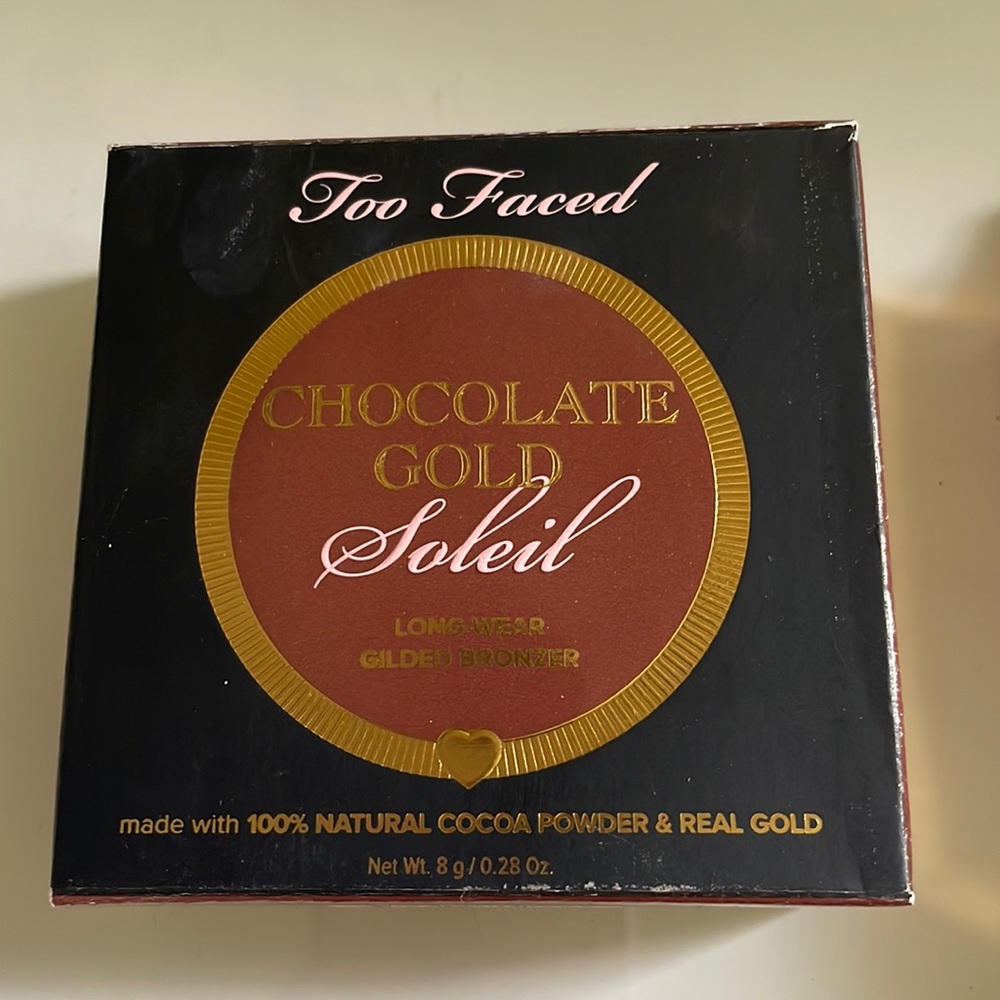 Too Faced
CHOCOLATE
GOLD
Soleil
LONG-WEAR
GILDED BRONZER
made with 100% NATURAL COCOA POWDER & REAL GOLD
Net Wt. 8 g / 0.28 Oz.